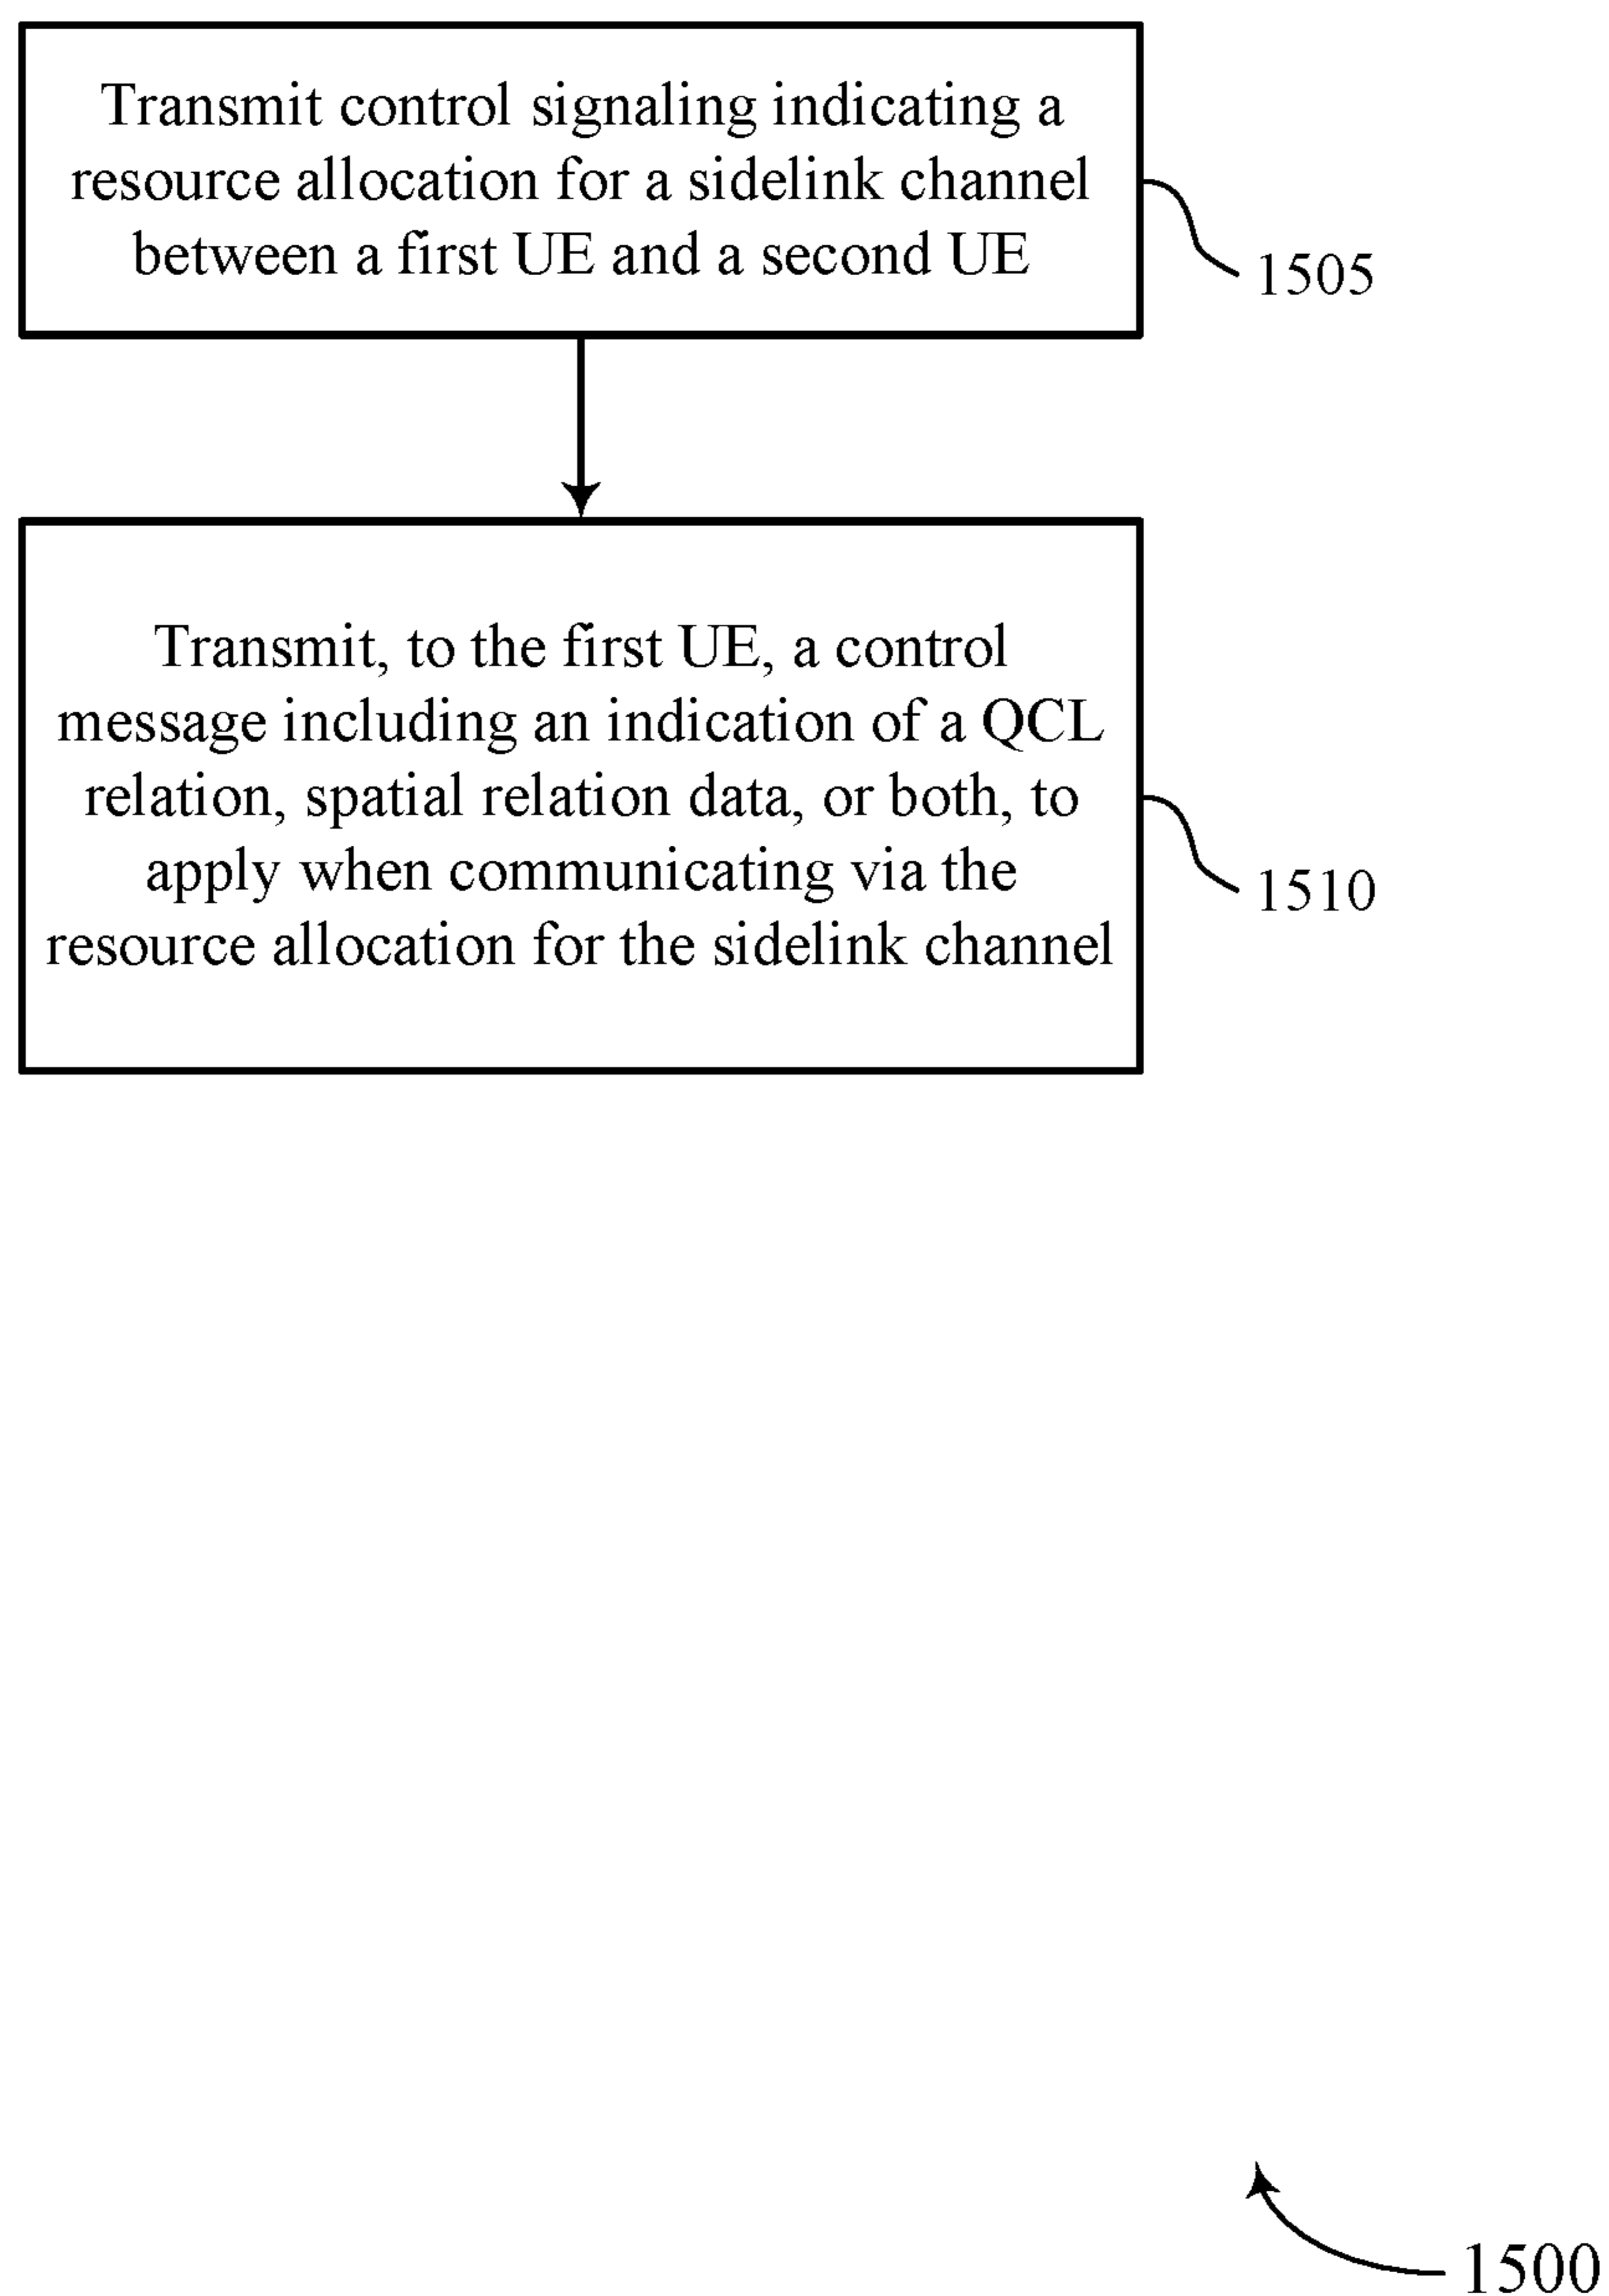 Transmit control signaling indicating a
resource allocation for a sidelink channel
between a first UE and a second UE
1505
Transmit, to the first UE, a control
message including an indication of a QCL
relation, spatial relation data, or both, to
apply when communicating via the
resource allocation for the sidelink channel
1510
1500